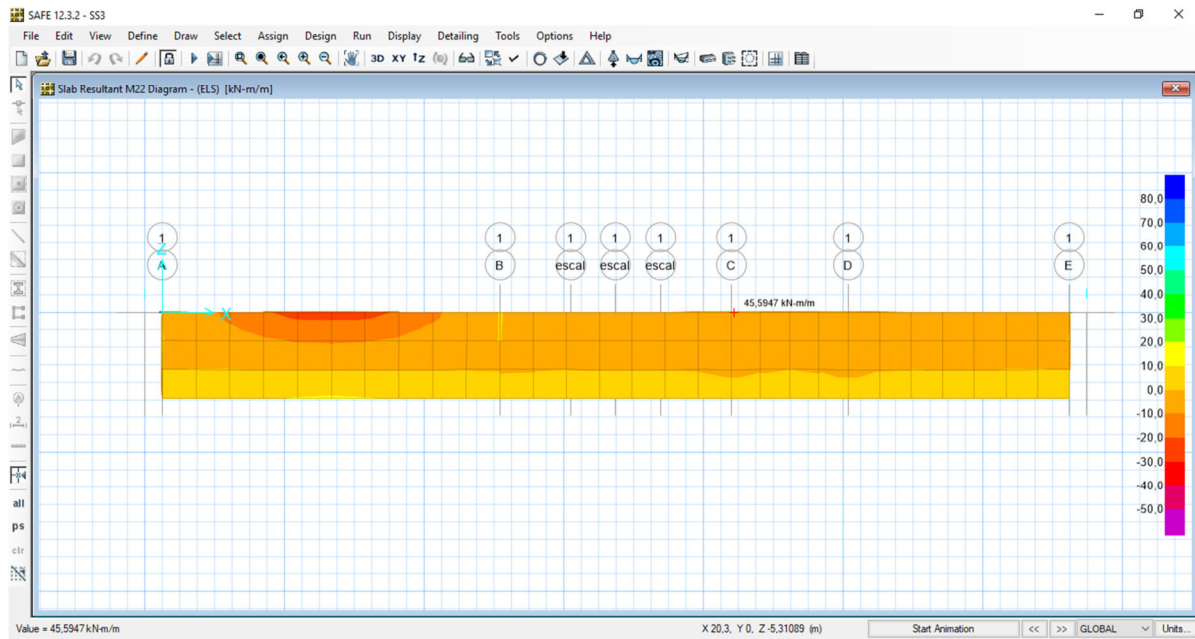 SAFE 12.3.2 - SS3
File Edit View Define Draw Select Assign Design Run Display Detailing Tools Options Help
3D XY
Slab Resultant M22 Diagram - (ELS) [kN-m/m]
80,0
70,0
60,0
50,0
40,0
30,0
20,0
10,0
0,0
-10,0
-20,0
-30,0
-40,0
-50,0
1 1 1 1 1 1 1 1
Z
A B escal escal escal C D E
45,5947 kN-m/m
X
all
ps
clr
Value = 45,5947 kN-m/m X 20,3, Y 0, Z -5,31089 (m) Start Animation << >> GLOBAL Units...